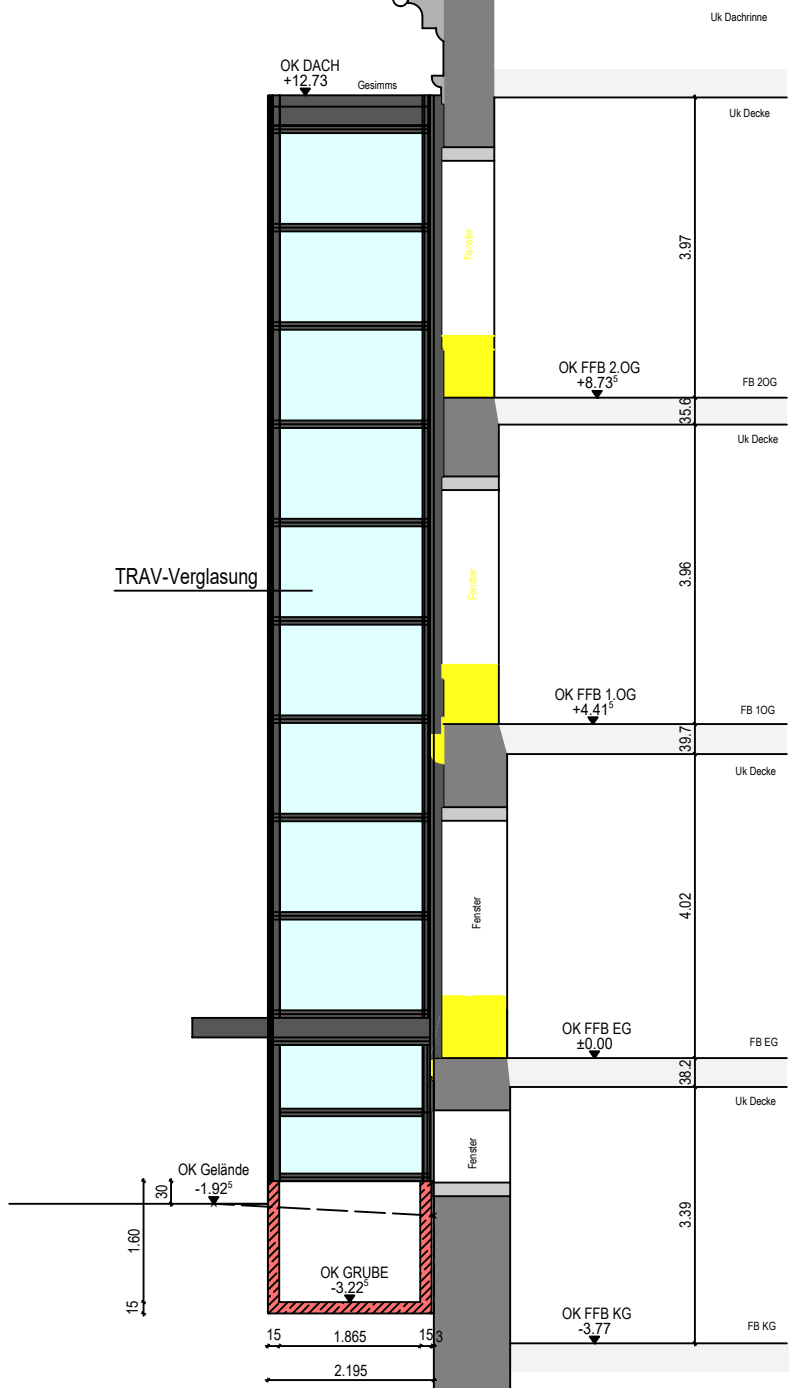 Uk Dachrinne
OK DACH
+12.73
Gesimms
Uk Decke
Fenster
3.97
OK FFB 2.OG
+8.73⁵
FB 2OG
35.6
Uk Decke
TRAV-Verglasung
Fenster
3.96
OK FFB 1.OG
+4.41⁵
FB 1OG
39.7
Uk Decke
Fenster
4.02
OK FFB EG
±0.00
FB EG
38.2
Uk Decke
Fenster
OK Gelände
-1.92⁵
30
1.60
15
3.39
OK GRUBE
-3.22⁵
OK FFB KG
-3.77
FB KG
15
1.865
15
3
2.195